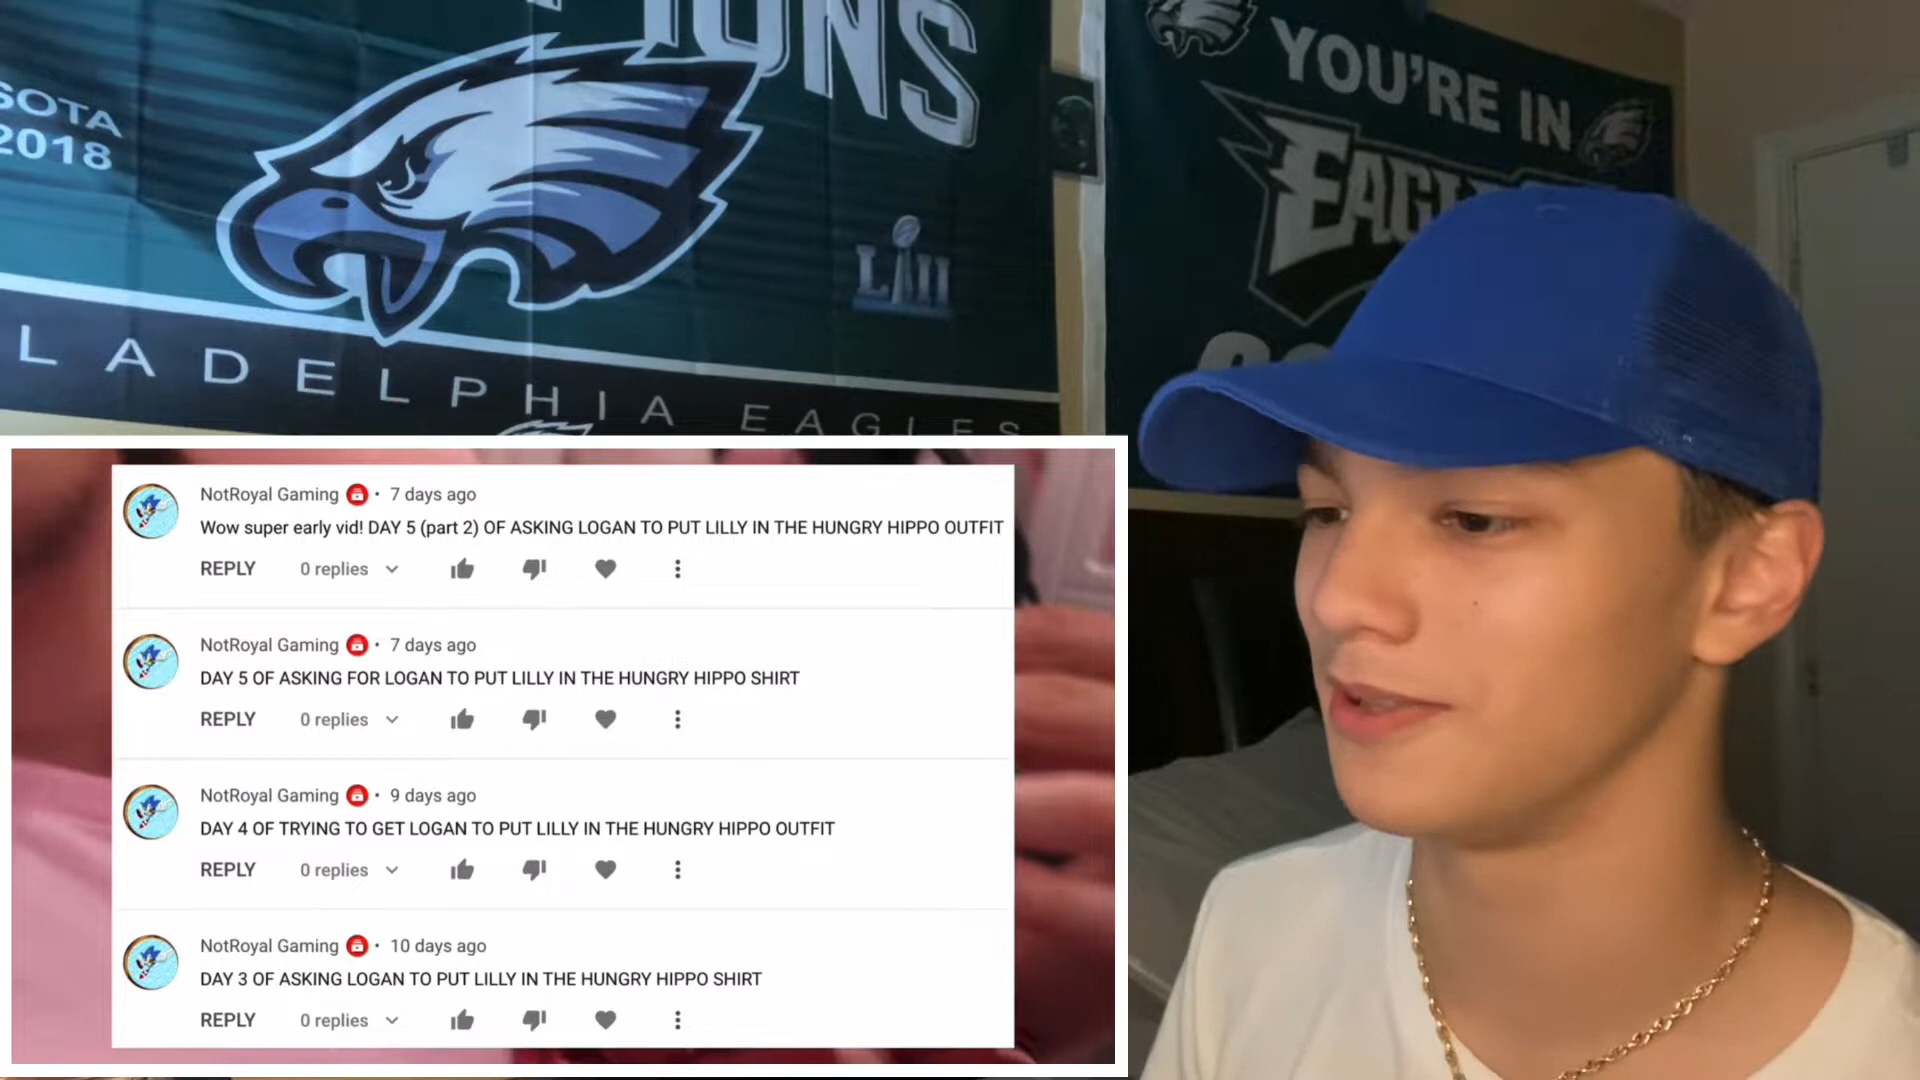 IONS
SOTA
2018
LII
LADELPHIA EAGLES
YOU'RE IN
NotRoyal Gaming • 7 days ago
Wow super early vid! DAY 5 (part 2) OF ASKING LOGAN TO PUT LILLY IN THE HUNGRY HIPPO OUTFIT
REPLY 0 replies
NotRoyal Gaming • 7 days ago
DAY 5 OF ASKING FOR LOGAN TO PUT LILLY IN THE HUNGRY HIPPO SHIRT
REPLY 0 replies
NotRoyal Gaming • 9 days ago
DAY 4 OF TRYING TO GET LOGAN TO PUT LILLY IN THE HUNGRY HIPPO OUTFIT
REPLY 0 replies
NotRoyal Gaming • 10 days ago
DAY 3 OF ASKING LOGAN TO PUT LILLY IN THE HUNGRY HIPPO SHIRT
REPLY 0 replies